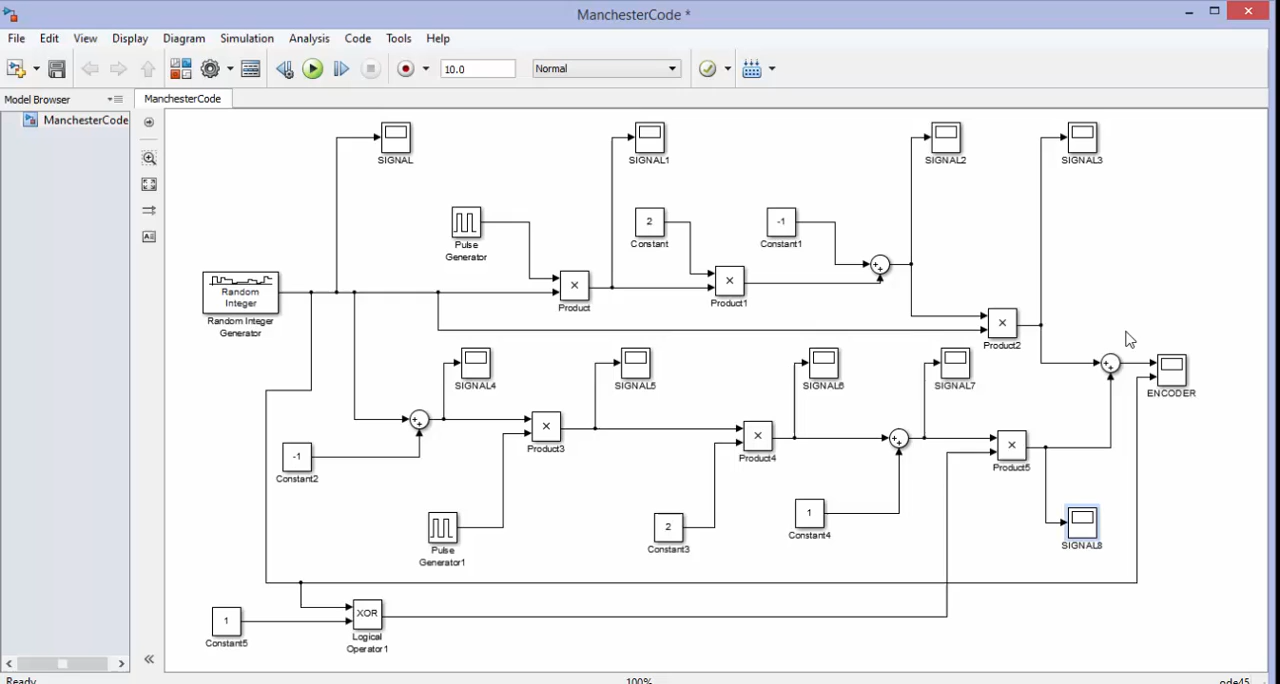 ManchesterCode *
File Edit View Display Diagram Simulation Analysis Code Tools Help
10.0 Normal
Model Browser
ManchesterCode
ManchesterCode
SIGNAL
SIGNAL1
SIGNAL2
SIGNAL3
Pulse
Generator
2
Constant
-1
Constant1
Random
Integer
Random Integer
Generator
×
Product
×
Product1
×
Product2
SIGNAL4
SIGNAL5
SIGNAL6
SIGNAL7
ENCODER
-1
Constant2
×
Product3
×
Product4
×
Product5
Pulse
Generator1
2
Constant3
1
Constant4
SIGNAL8
1
Constant5
XOR
Logical
Operator1
Ready 100% ode45